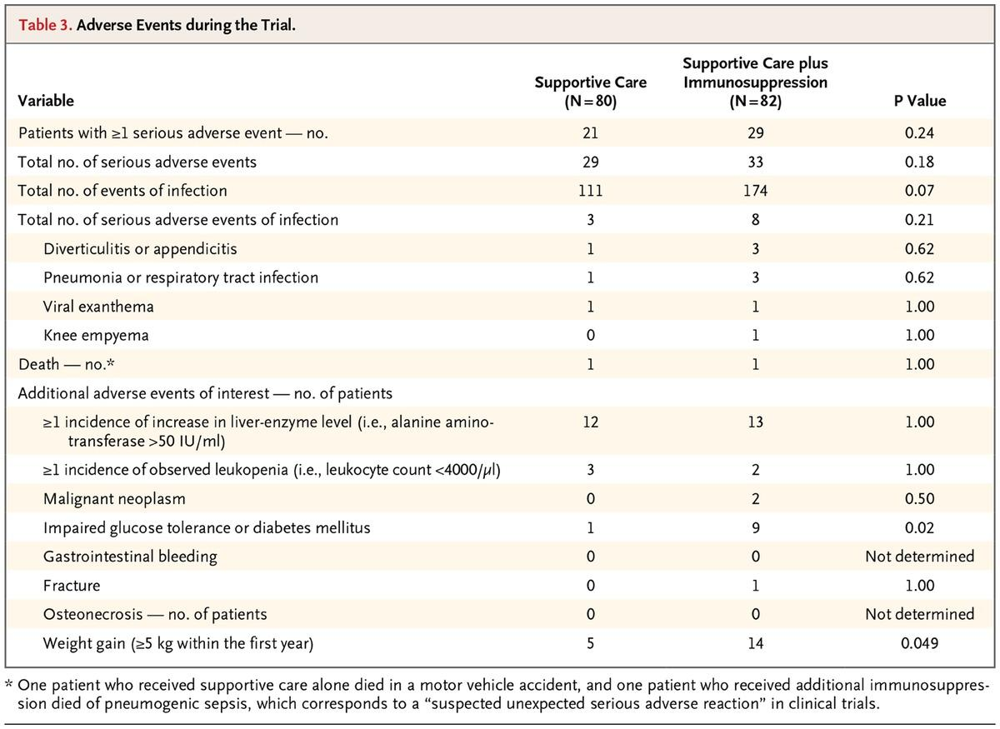 Table 3. Adverse Events during the Trial.
Variable Supportive Care (N=80) Supportive Care plus Immunosuppression (N=82) P Value
Patients with ≥1 serious adverse event — no. 21 29 0.24
Total no. of serious adverse events 29 33 0.18
Total no. of events of infection 111 174 0.07
Total no. of serious adverse events of infection 3 8 0.21
Diverticulitis or appendicitis 1 3 0.62
Pneumonia or respiratory tract infection 1 3 0.62
Viral exanthema 1 1 1.00
Knee empyema 0 1 1.00
Death — no.* 1 1 1.00
Additional adverse events of interest — no. of patients
≥1 incidence of increase in liver-enzyme level (i.e., alanine amino- 12 13 1.00
transferase >50 IU/ml)
≥1 incidence of observed leukopenia (i.e., leukocyte count <4000/µl) 3 2 1.00
Malignant neoplasm 0 2 0.50
Impaired glucose tolerance or diabetes mellitus 1 9 0.02
Gastrointestinal bleeding 0 0 Not determined
Fracture 0 1 1.00
Osteonecrosis — no. of patients 0 0 Not determined
Weight gain (≥5 kg within the first year) 5 14 0.049
* One patient who received supportive care alone died in a motor vehicle accident, and one patient who received additional immunosuppres-
sion died of pneumogenic sepsis, which corresponds to a “suspected unexpected serious adverse reaction” in clinical trials.